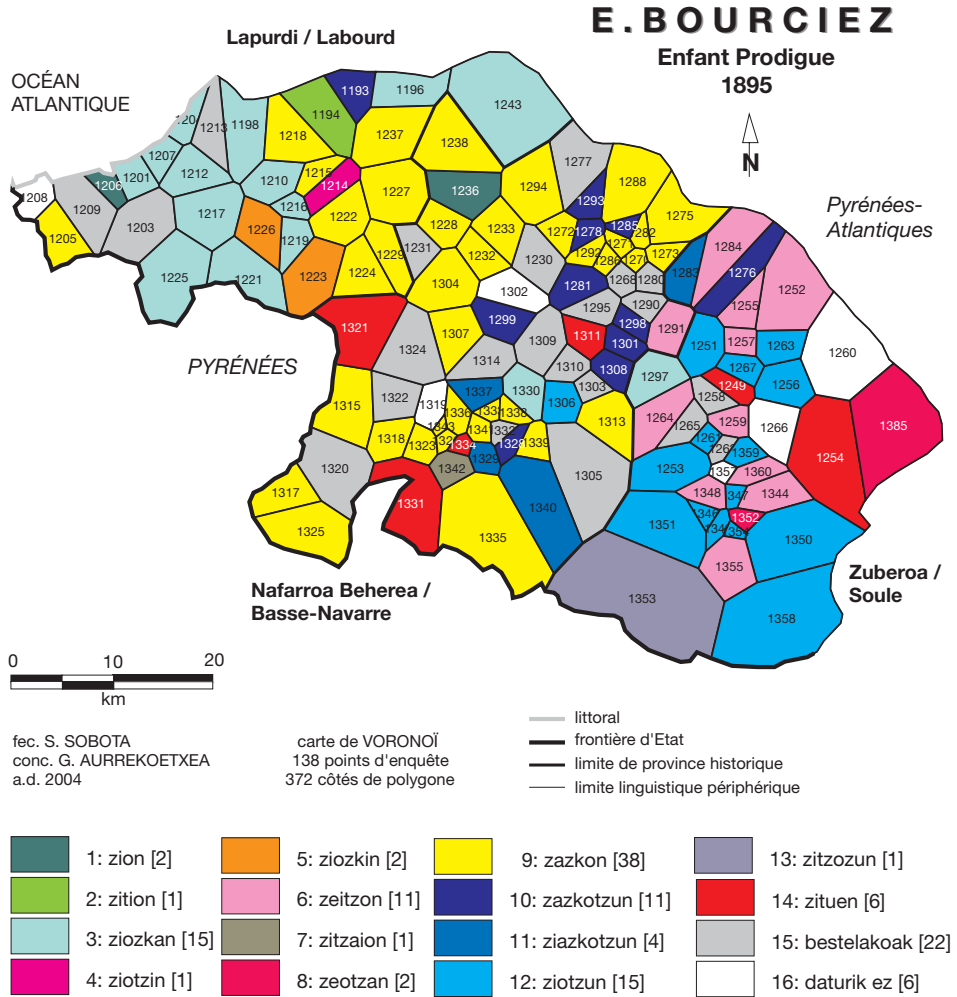 E. BOURCIEZ
Enfant Prodigue
1895
N
Lapurdi / Labourd
OCÉAN
ATLANTIQUE
Pyrénées-
Atlantiques
PYRÉNÉES
Nafarroa Beherea /
Basse-Navarre
Zuberoa /
Soule
1193
1196
1243
1194
1213
1198
1218
1237
1238
1277
1207
1201
1212
1210
1215
1214
1227
1236
1294
1293
1288
1275
1208
1206
1209
1203
1217
1226
1216
1219
1222
1228
1233
1272
1278
1285
1205
1225
1221
1223
1224
1229
1231
1232
1230
1292
1286
1273
1283
1284
1276
1252
1255
1304
1302
1281
1268
1280
1295
1290
1298
1291
1251
1257
1263
1260
1321
1324
1307
1299
1309
1311
1301
1308
1297
1267
1256
1249
1314
1310
1303
1315
1322
1319
1337
1330
1306
1313
1264
1258
1265
1259
1266
1254
1385
1336
1338
1318
1323
1334
1339
1329
1342
1320
1331
1340
1305
1253
1359
1360
1348
1344
1317
1325
1335
1351
1352
1350
1355
1353
1358
0 10 20
km
fec. S. SOBOTA
conc. G. AURREKOETXEA
a.d. 2004
carte de VORONOÏ
138 points d'enquête
372 côtés de polygone
littoral
frontière d'Etat
limite de province historique
limite linguistique périphérique
1: zion [2]
2: zition [1]
3: ziozkan [15]
4: ziotzin [1]
5: ziozkin [2]
6: zeitzon [11]
7: zitzaion [1]
8: zeotzan [2]
9: zazkon [38]
10: zazkotzun [11]
11: ziazkotzun [4]
12: ziotzun [15]
13: zitzozun [1]
14: zituen [6]
15: bestelakoak [22]
16: daturik ez [6]